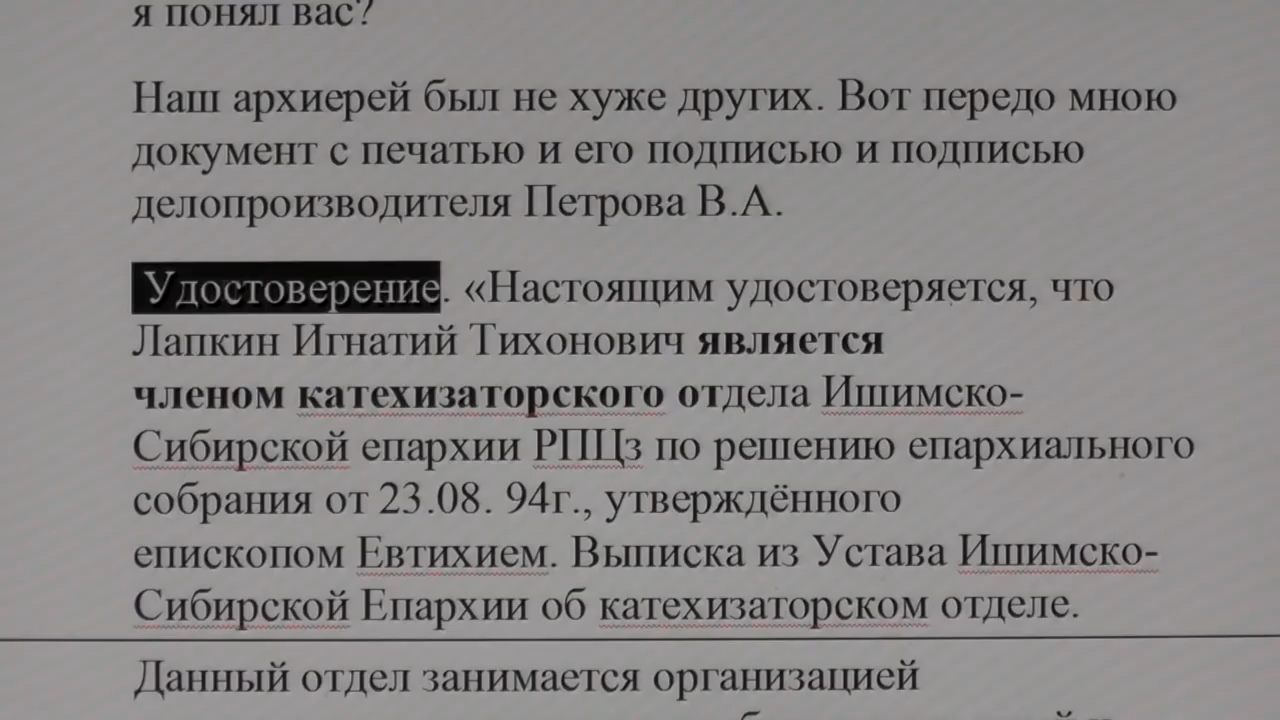 я понял вас?
Наш архиерей был не хуже других. Вот передо мною
документ с печатью и его подписью и подписью
делопроизводителя Петрова В.А.
Удостоверение. «Настоящим удостоверяется, что
Лапкин Игнатий Тихонович является
членом катехизаторского отдела Ишимско-
Сибирской епархии РПЦз по решению епархиального
собрания от 23.08. 94г., утверждённого
епископом Евтихием. Выписка из Устава Ишимско-
Сибирской Епархии об катехизаторском отделе.
Данный отдел занимается организацией